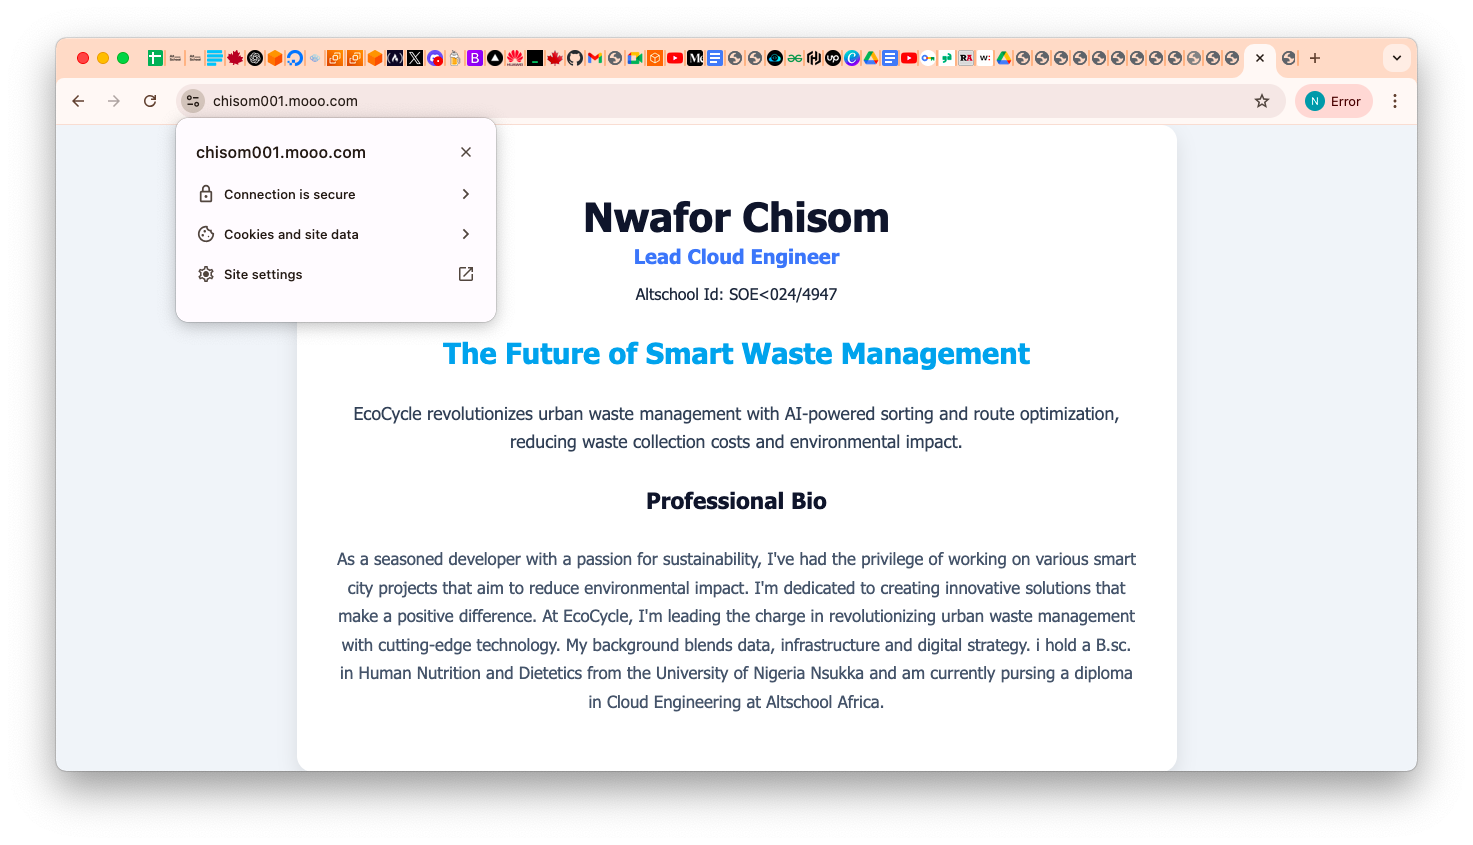 chisom001.mooo.com
N Error
chisom001.mooo.com
Connection is secure
Cookies and site data
Site settings
Nwafor Chisom
Lead Cloud Engineer
Altschool Id: SOE<024/4947
The Future of Smart Waste Management
EcoCycle revolutionizes urban waste management with AI-powered sorting and route optimization,
reducing waste collection costs and environmental impact.
Professional Bio
As a seasoned developer with a passion for sustainability, I've had the privilege of working on various smart
city projects that aim to reduce environmental impact. I'm dedicated to creating innovative solutions that
make a positive difference. At EcoCycle, I'm leading the charge in revolutionizing urban waste management
with cutting-edge technology. My background blends data, infrastructure and digital strategy. i hold a B.sc.
in Human Nutrition and Dietetics from the University of Nigeria Nsukka and am currently pursing a diploma
in Cloud Engineering at Altschool Africa.